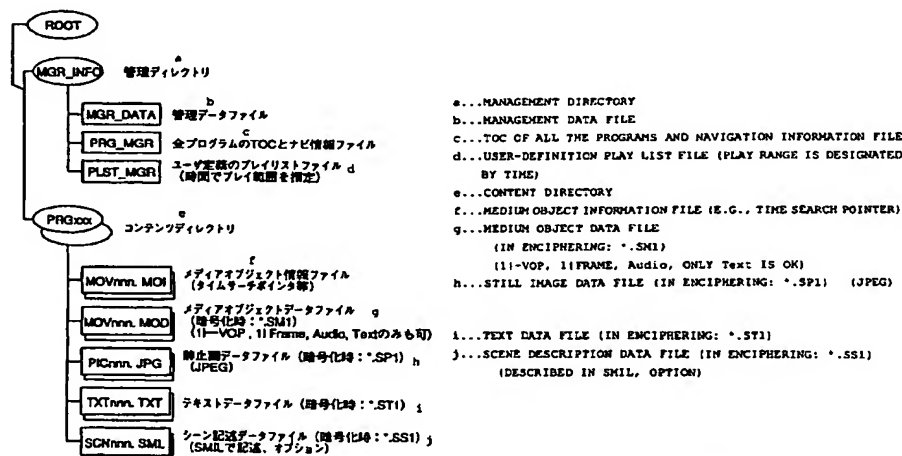 ROOT
a
MGR_INFO 管理ディレクトリ
b
MGR_DATA 管理データファイル
c
PRG_MGR 全プログラムのTOCとナビ情報ファイル
PLST_MGR ユーザ定義のプレイリストファイル d
(時間でプレイ範囲を指定)
e
PRGxxx コンテンツディレクトリ
f
MOVnnn. MOI メディアオブジェクト情報ファイル
(タイムサーチポインタ等)
MOVnnn. MOD メディアオブジェクトデータファイル g
(暗号化時：*.SM1)
(1I—VOP , 1I Frame, Audio, Textのみも可)
PICnnn. JPG 静止画データファイル (暗号化時：*.SP1) h
(JPEG)
TXTnnn. TXT テキストデータファイル (暗号化時：*.ST1) i
SCNnnn. SML シーン記述データファイル (暗号化時：*.SS1) j
(SMILで記述、オプション)
a...MANAGEMENT DIRECTORY
b...MANAGEMENT DATA FILE
c...TOC OF ALL THE PROGRAMS AND NAVIGATION INFORMATION FILE
d...USER-DEFINITION PLAY LIST FILE (PLAY RANGE IS DESIGNATED
BY TIME)
e...CONTENT DIRECTORY
f...MEDIUM OBJECT INFORMATION FILE (E.G., TIME SEARCH POINTER)
g...MEDIUM OBJECT DATA FILE
(IN ENCIPHERING: *.SM1)
(1I-VOP, 1IFRAME, Audio, ONLY Text IS OK)
h...STILL IMAGE DATA FILE (IN ENCIPHERING: *.SP1) (JPEG)
i...TEXT DATA FILE (IN ENCIPHERING: *.ST1)
j...SCENE DESCRIPTION DATA FILE (IN ENCIPHERING: *.SS1)
(DESCRIBED IN SMIL, OPTION)